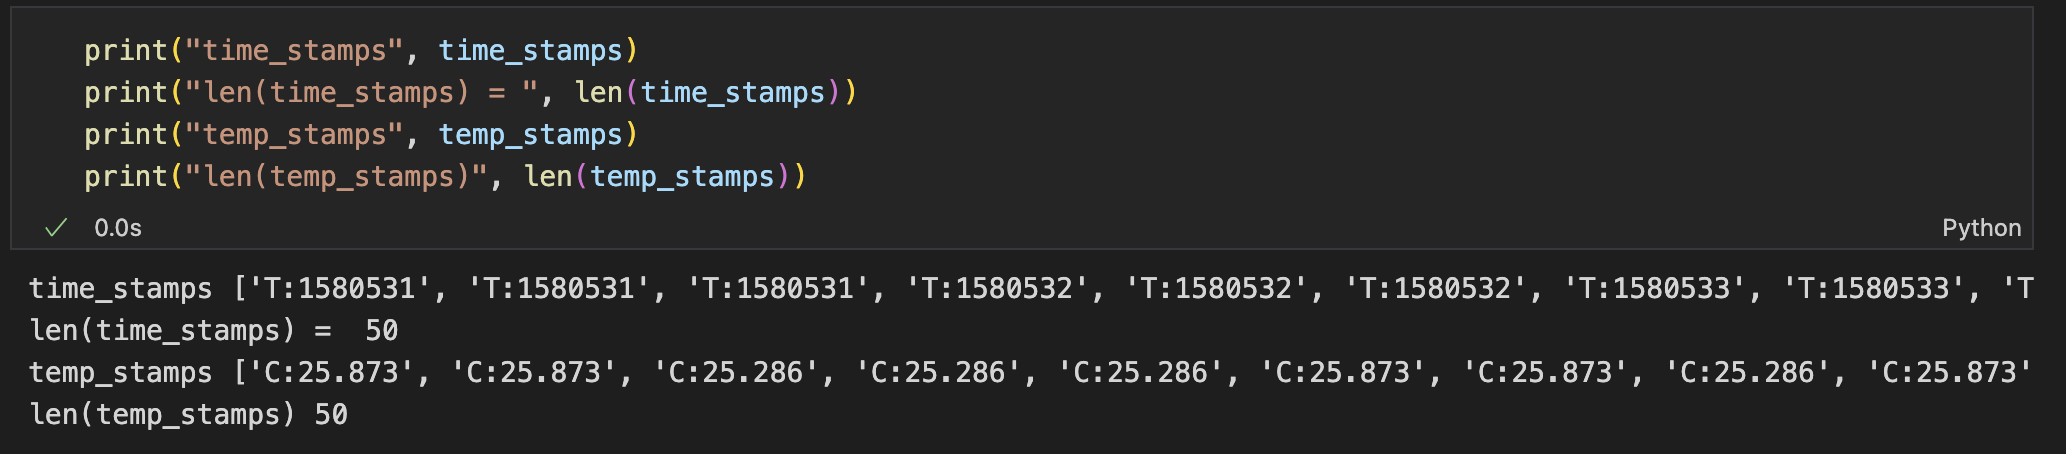 print("time_stamps", time_stamps)
print("len(time_stamps) = ", len(time_stamps))
print("temp_stamps", temp_stamps)
print("len(temp_stamps)", len(temp_stamps))
0.0s
Python
time_stamps ['T:1580531', 'T:1580531', 'T:1580531', 'T:1580532', 'T:1580532', 'T:1580532', 'T:1580533', 'T:1580533', 'T
len(time_stamps) =  50
temp_stamps ['C:25.873', 'C:25.873', 'C:25.286', 'C:25.286', 'C:25.286', 'C:25.873', 'C:25.873', 'C:25.286', 'C:25.873'
len(temp_stamps) 50